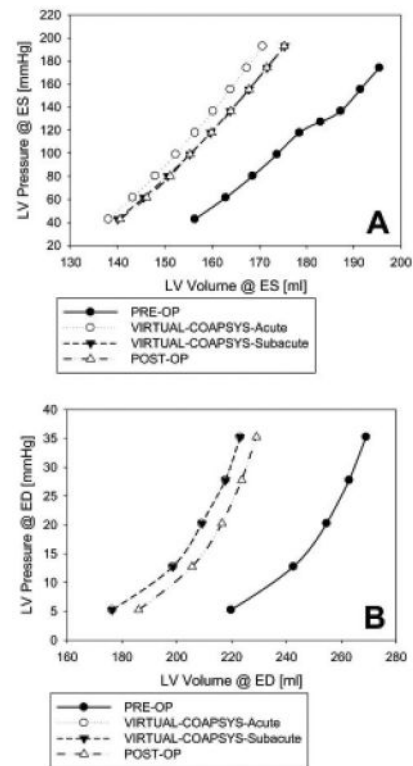 220
200
180
160
140
120
100
80
60
40
20
LV Pressure @ ES [mmHg]
A
130 140 150 160 170 180 190 200
LV Volume @ ES [ml]
PRE-OP
VIRTUAL-COAPSYS-Acute
VIRTUAL-COAPSYS-Subacute
POST-OP
40
35
30
25
20
15
10
5
0
LV Pressure @ ED [mmHg]
B
160 180 200 220 240 260 280
LV Volume @ ED [ml]
PRE-OP
VIRTUAL-COAPSYS-Acute
VIRTUAL-COAPSYS-Subacute
POST-OP